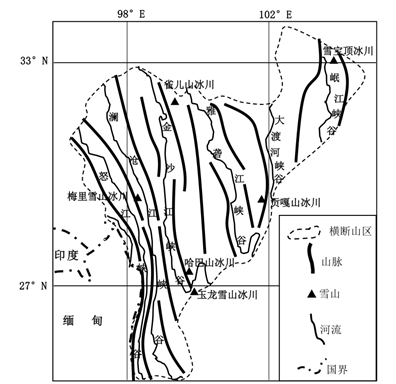 98° E
102° E
33° N
27° N
雪宝顶冰川
岷江峡谷
雀儿山冰川
大渡河峡谷
雅砻江峡谷
金沙江峡谷
澜沧江峡谷
怒江峡谷
梅里雪山冰川
贡嘎山冰川
哈巴山冰川
玉龙雪山冰川
印度
缅甸
横断山区
山脉
雪山
河流
国界